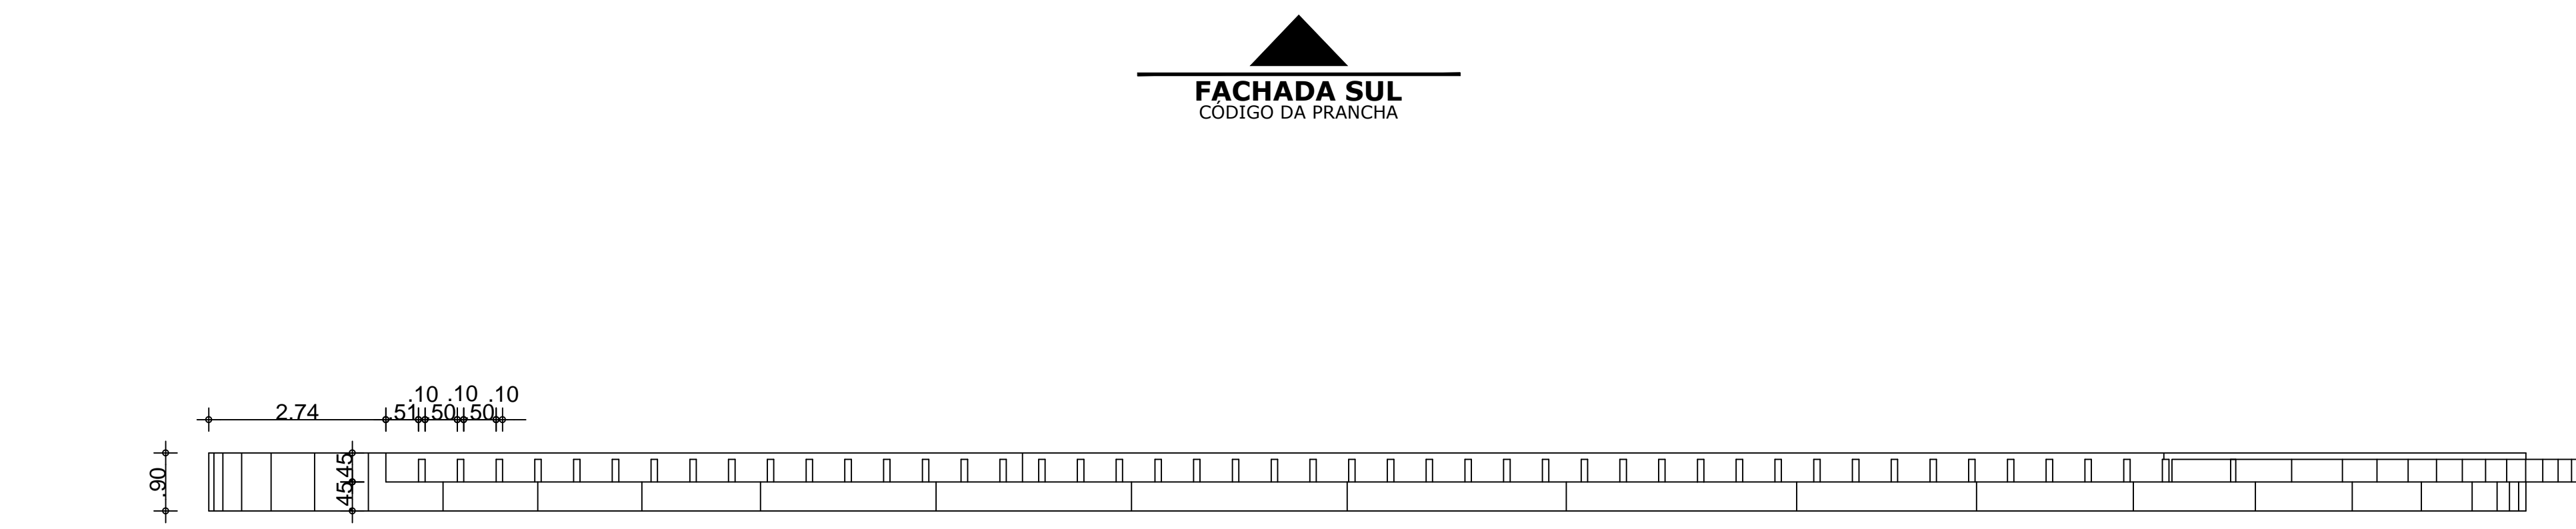 FACHADA SUL
CÓDIGO DA PRANCHA
.10 .10 .10
2.74 .51 .50 .50
.90
.45
.45